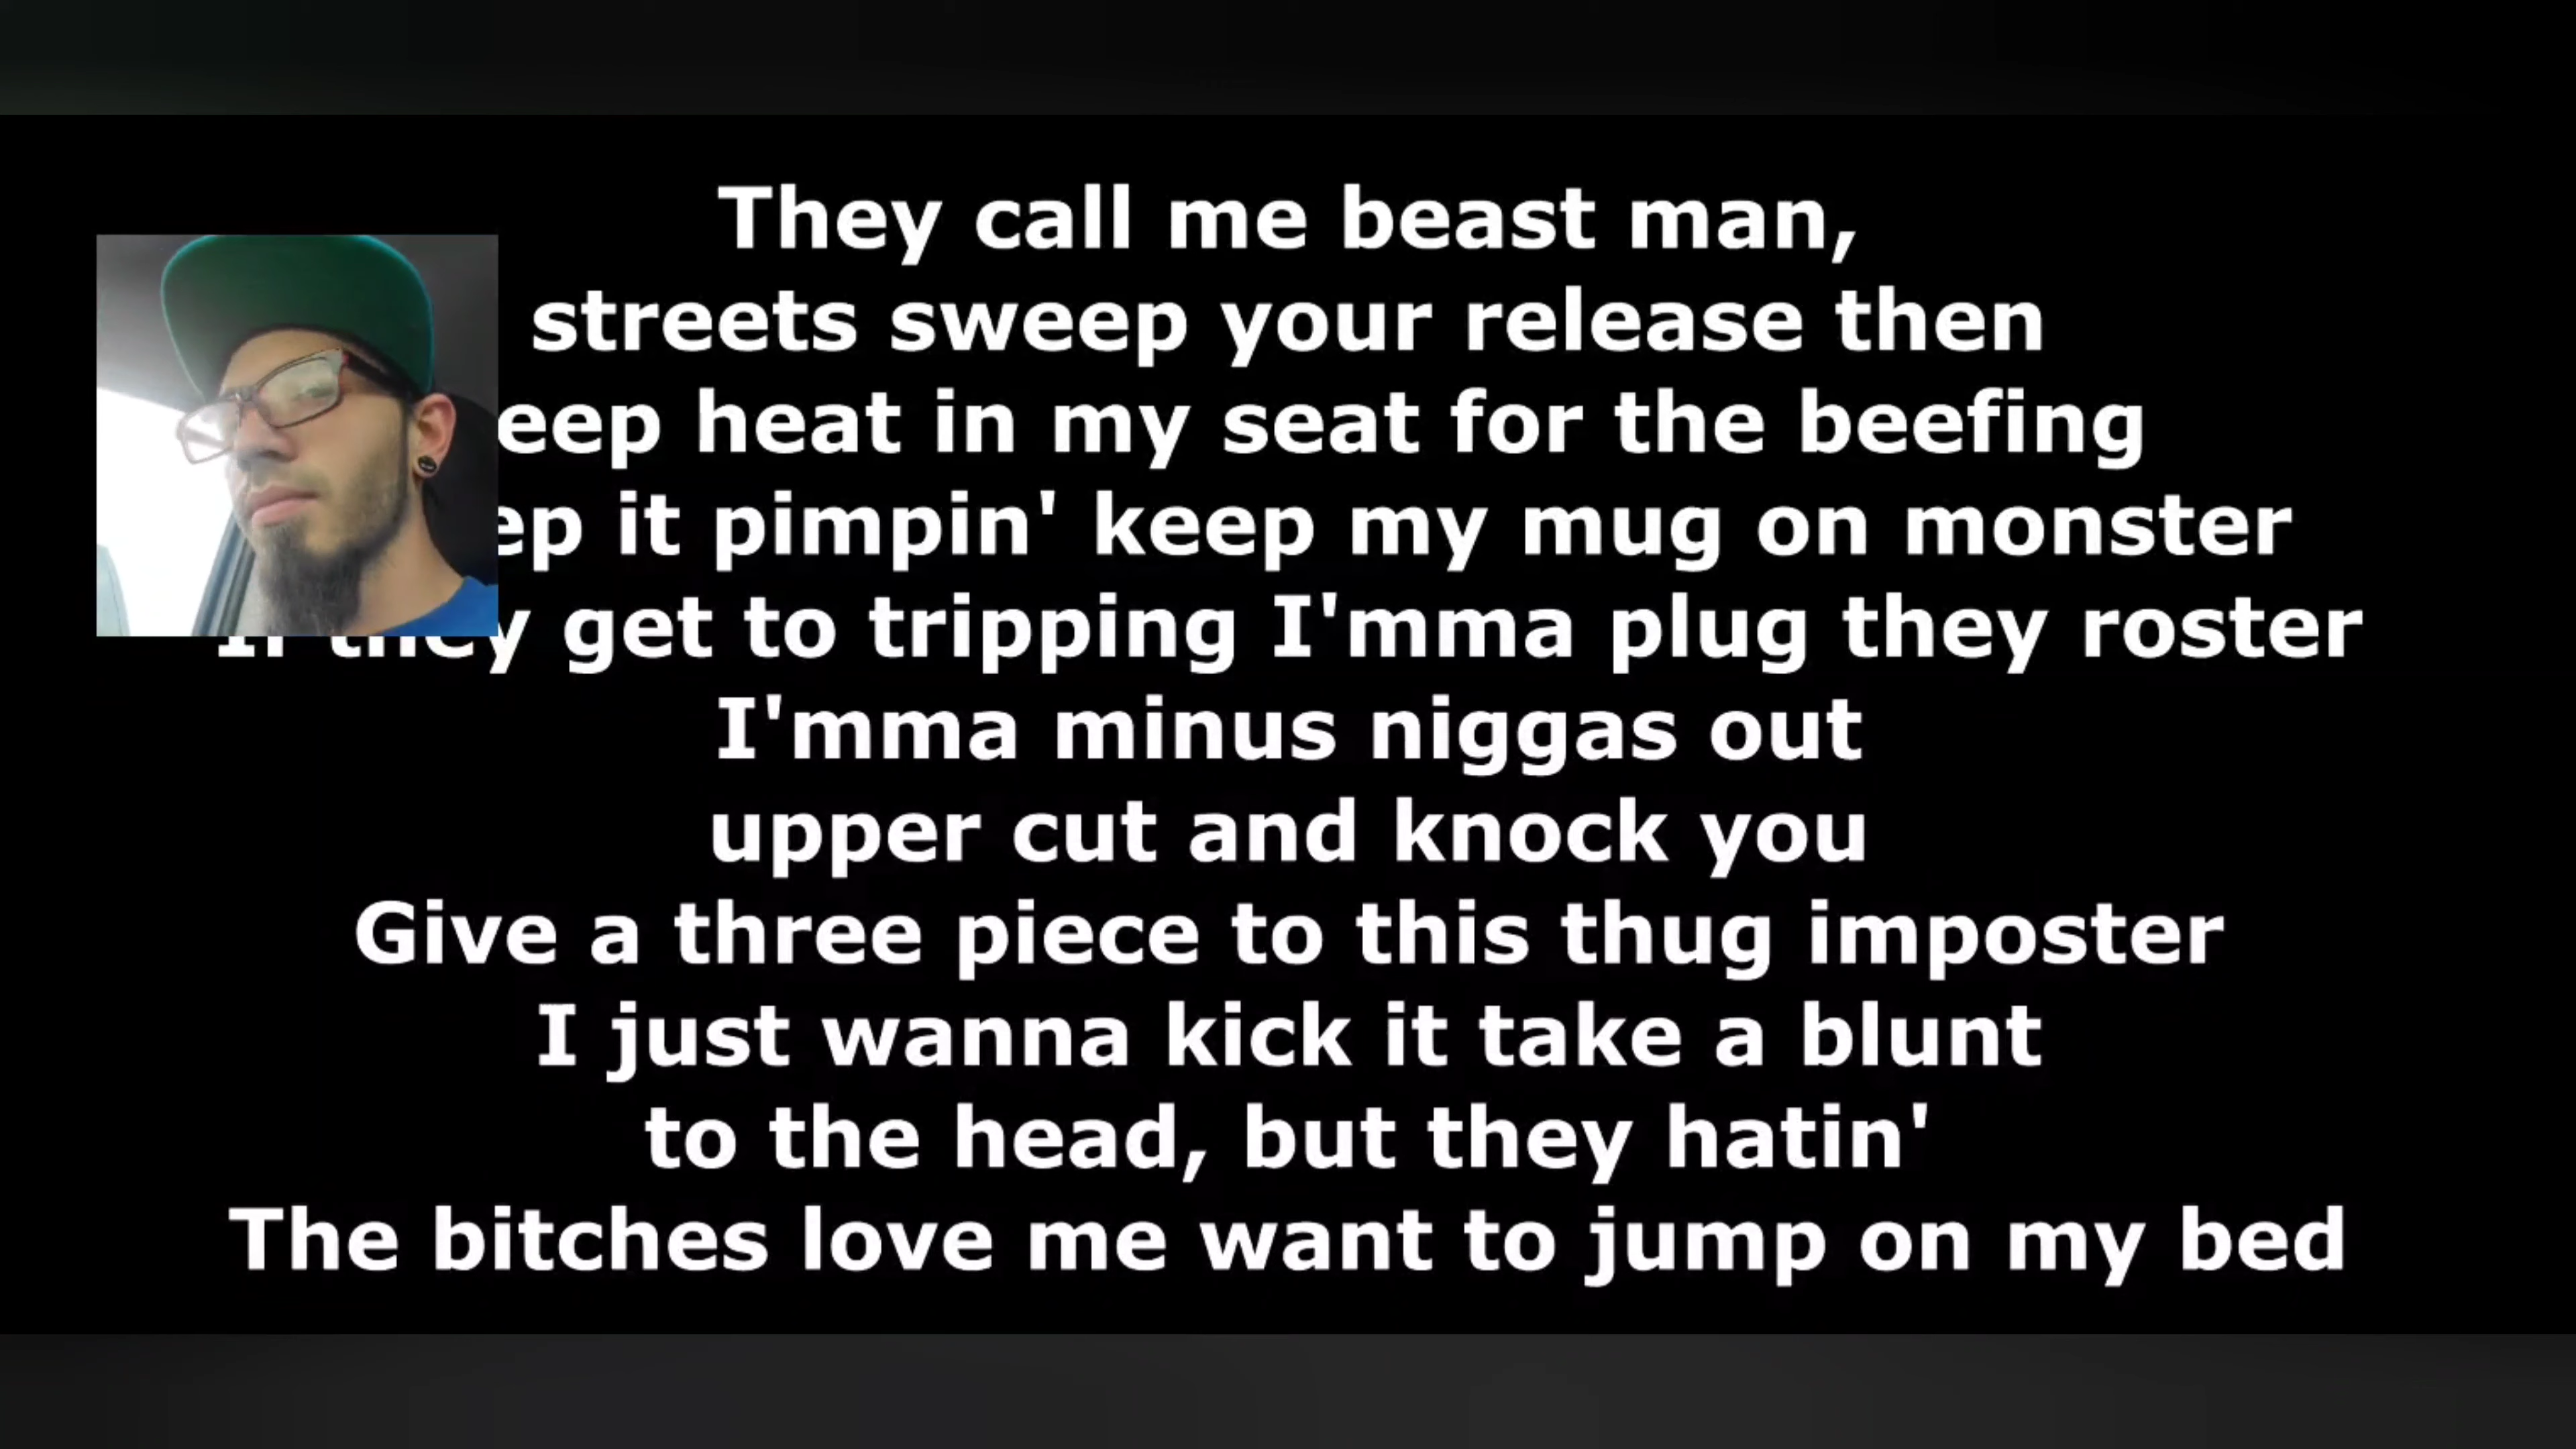 They call me beast man,
streets sweep your release then
eep heat in my seat for the beefing
ep it pimpin' keep my mug on monster
If they get to tripping I'mma plug they roster
I'mma minus niggas out
upper cut and knock you
Give a three piece to this thug imposter
I just wanna kick it take a blunt
to the head, but they hatin'
The bitches love me want to jump on my bed